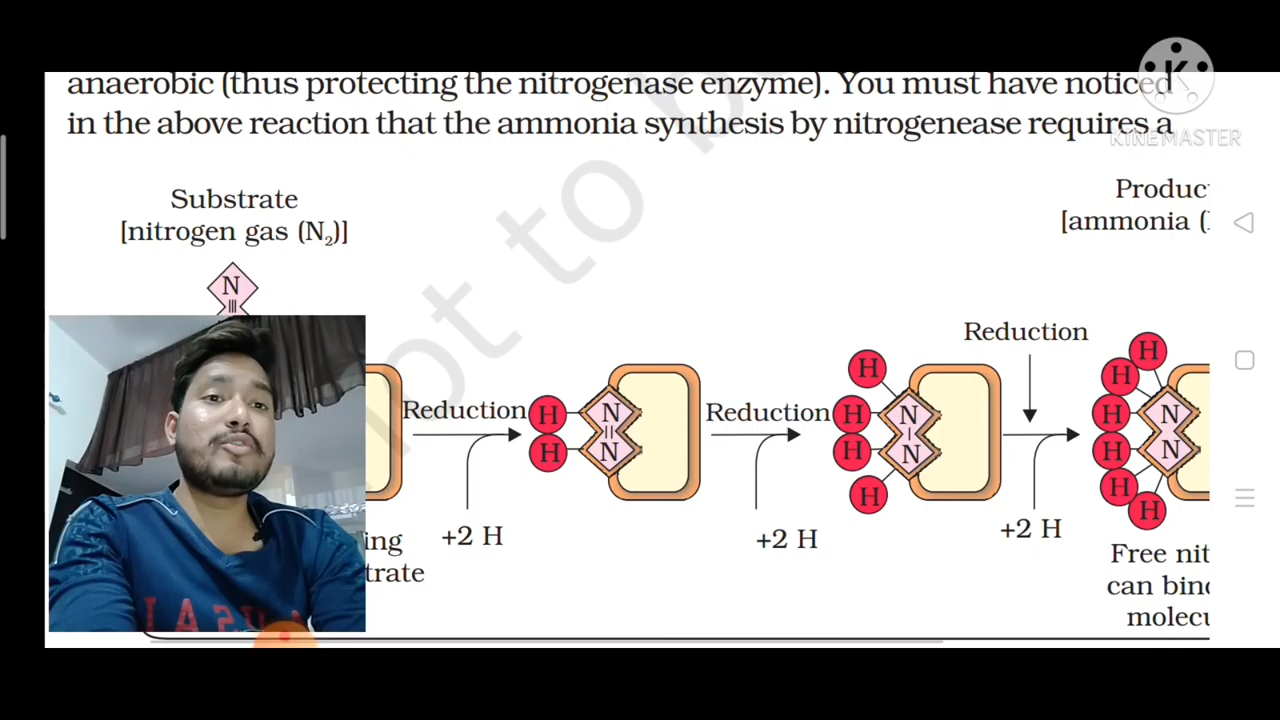 anaerobic (thus protecting the nitrogenase enzyme). You must have noticed
in the above reaction that the ammonia synthesis by nitrogenease requires a
KINEMASTER
not to b
Substrate
[nitrogen gas (N₂)]
Produc
[ammonia (
N
Reduction
Reduction
Reduction
H
H
N
N
H
H
H
H
N
N
H
H
H
H
H
H
N
N
+2 H
+2 H
+2 H
ing
trate
Free nit
can bind
molecu